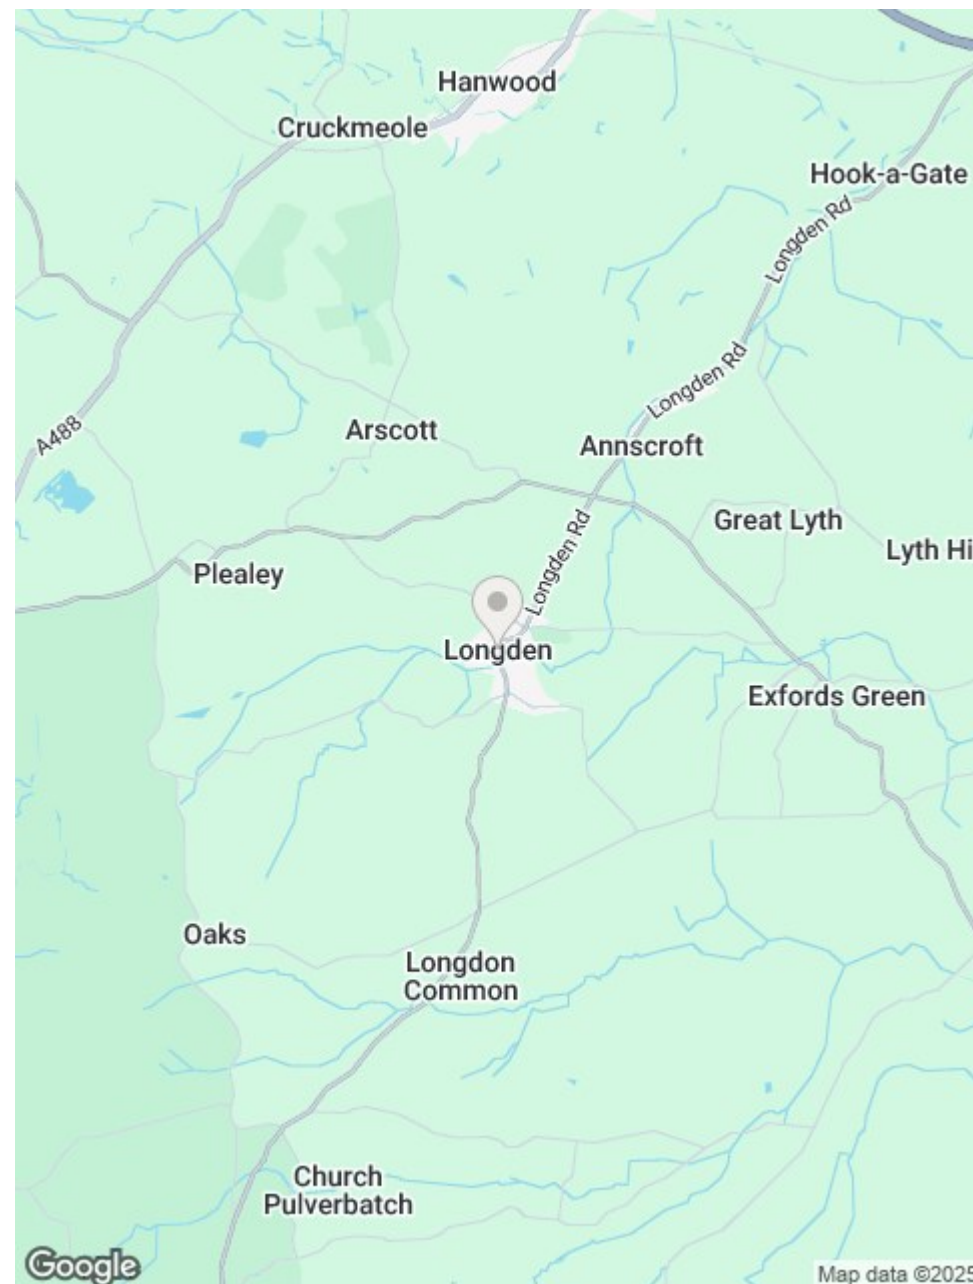 Hanwood
Cruckmeole
Hook-a-Gate
Longden Rd
Longden Rd
A488
Arscott
Annscroft
Great Lyth
Lyth Hi
Longden Rd
Plealey
Longden
Exfords Green
Oaks
Longdon
Common
Church
Pulverbatch
Google
Map data ©2025